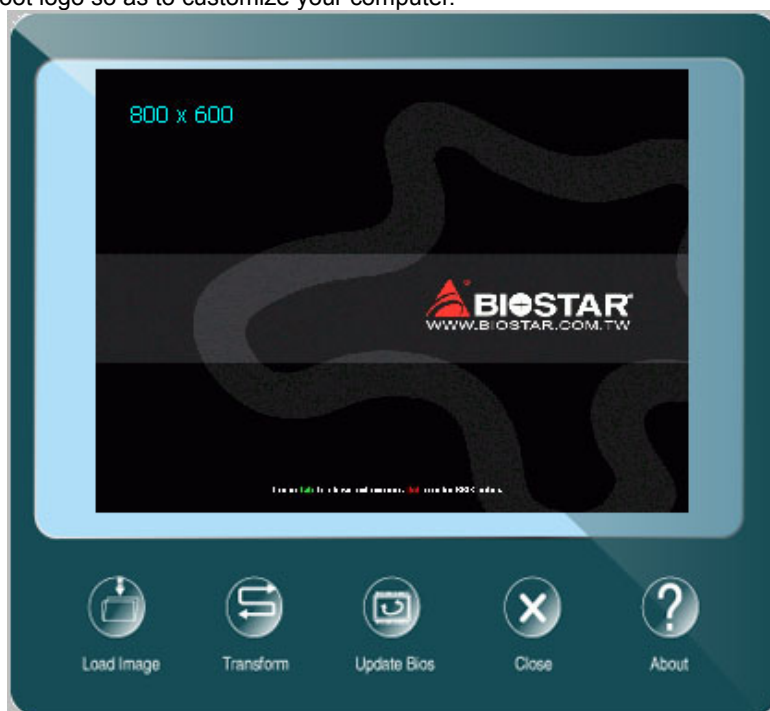 oot logo so as to customize your computer.
800 x 600
BIOSTAR
WWW.BIOSTAR.COM.TW
Load Image Transform Update Bios Close About